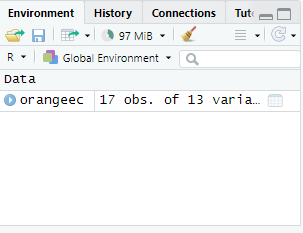 Environment History Connections Tut
97 MiB
R Global Environment
Data
orangeec 17 obs. of 13 varia…